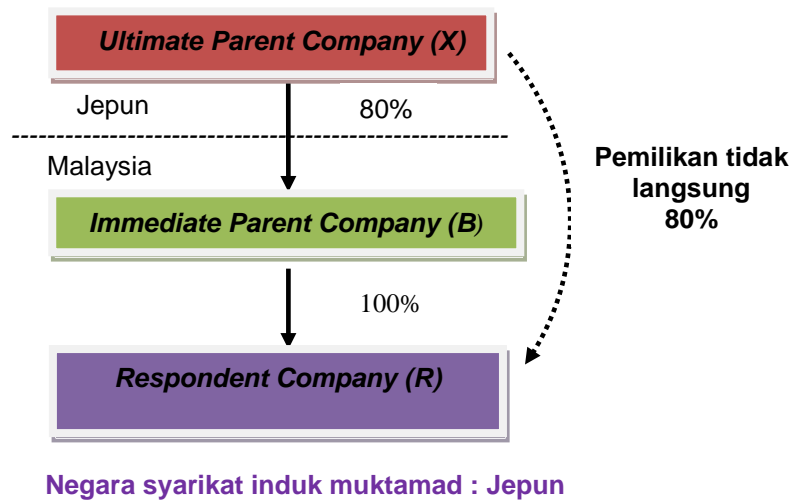 Ultimate Parent Company (X)
Jepun
80%
Malaysia
Pemilikan tidak
langsung
80%
Immediate Parent Company (B)
100%
Respondent Company (R)
Negara syarikat induk muktamad : Jepun